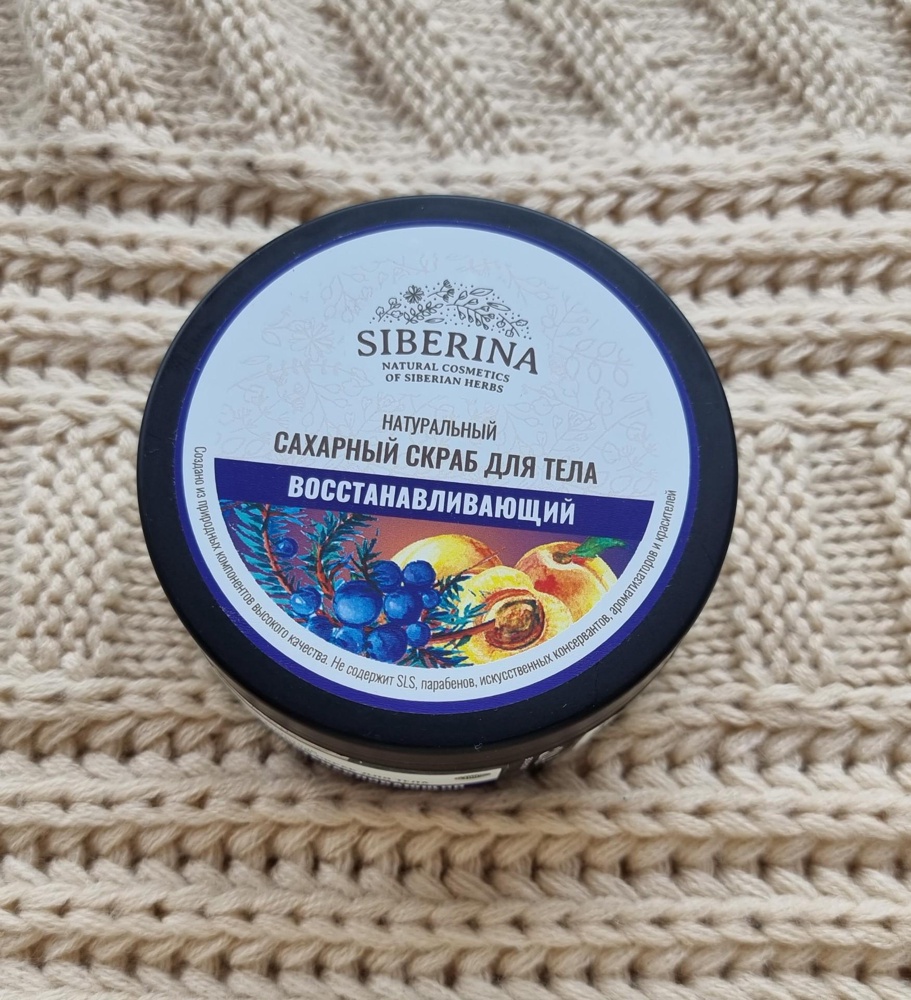 SIBERINA
NATURAL COSMETICS
OF SIBERIAN HERBS
НАТУРАЛЬНЫЙ
САХАРНЫЙ СКРАБ ДЛЯ ТЕЛА
ВОССТАНАВЛИВАЮЩИЙ
Создано из природных компонентов высокого качества. Не содержит SLS, парабенов, искусственных консервантов, ароматизаторов и красителей